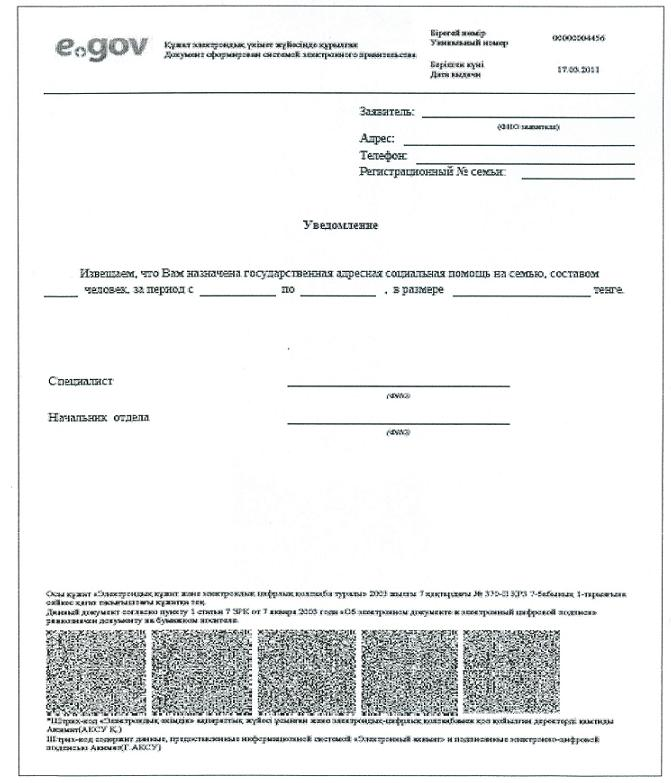 e.gov
Құжат электрондық үкімет жүйесінде құрылған
Документ сформирован системой электронного правительства
Бірегей нөмір
Уникальный номер
00000004456
Берілген күні
Дата выдачи
17.03.2011
Заявитель:
(ФИО заявителя)
Адрес:
Телефон:
Регистрационный № семьи:
Уведомление
Извещаем, что Вам назначена государственная адресная социальная помощь на семью, составом
человек, за период с по , в размере тенге.
Специалист
(ФИО)
Начальник отдела
(ФИО)
Осы құжат «Электрондық құжат және электрондық цифрлық қолтаңба туралы» 2003 жылғы 7 қаңтардағы № 370-II ҚРЗ 7-бабының 1-тармағына
сәйкес қағаз тасығыштағы құжатқа тең.
Данный документ согласно пункту 1 статьи 7 ЗРК от 7 января 2003 года «Об электронном документе и электронной цифровой подписи»
равнозначен документу на бумажном носителе.
*Штрих-код «Электрондық әкімдік» ақпараттық жүйесі ұсынған және электрондық-цифрлық қолтаңбамен қол қойылған деректерді қамтиды
Акимат(АКСУ Қ.)
Штрих-код содержит данные, предоставленные информационной системой «Электронный акимат» и подписанные электронно-цифровой
подписью Акимат(Г.АКСУ)